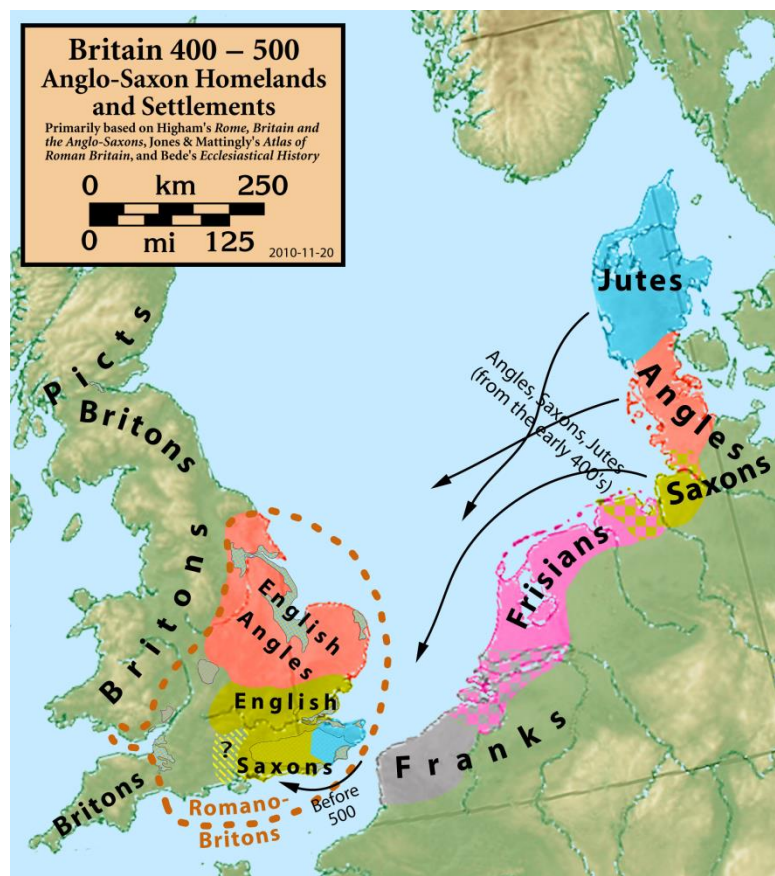 Britain 400 – 500
Anglo-Saxon Homelands
and Settlements
Primarily based on Higham's Rome, Britain and
the Anglo-Saxons, Jones & Mattingly's Atlas of
Roman Britain, and Bede's Ecclesiastical History
0 km 250
0 mi 125
2010-11-20
Jutes
Picts
Angles
Britons
Angles, Saxons, Jutes
(from the early 400's)
Saxons
Frisians
Britons
English
Angles
English
?
Saxons
Franks
Britons
Before
500
Romano-
Britons